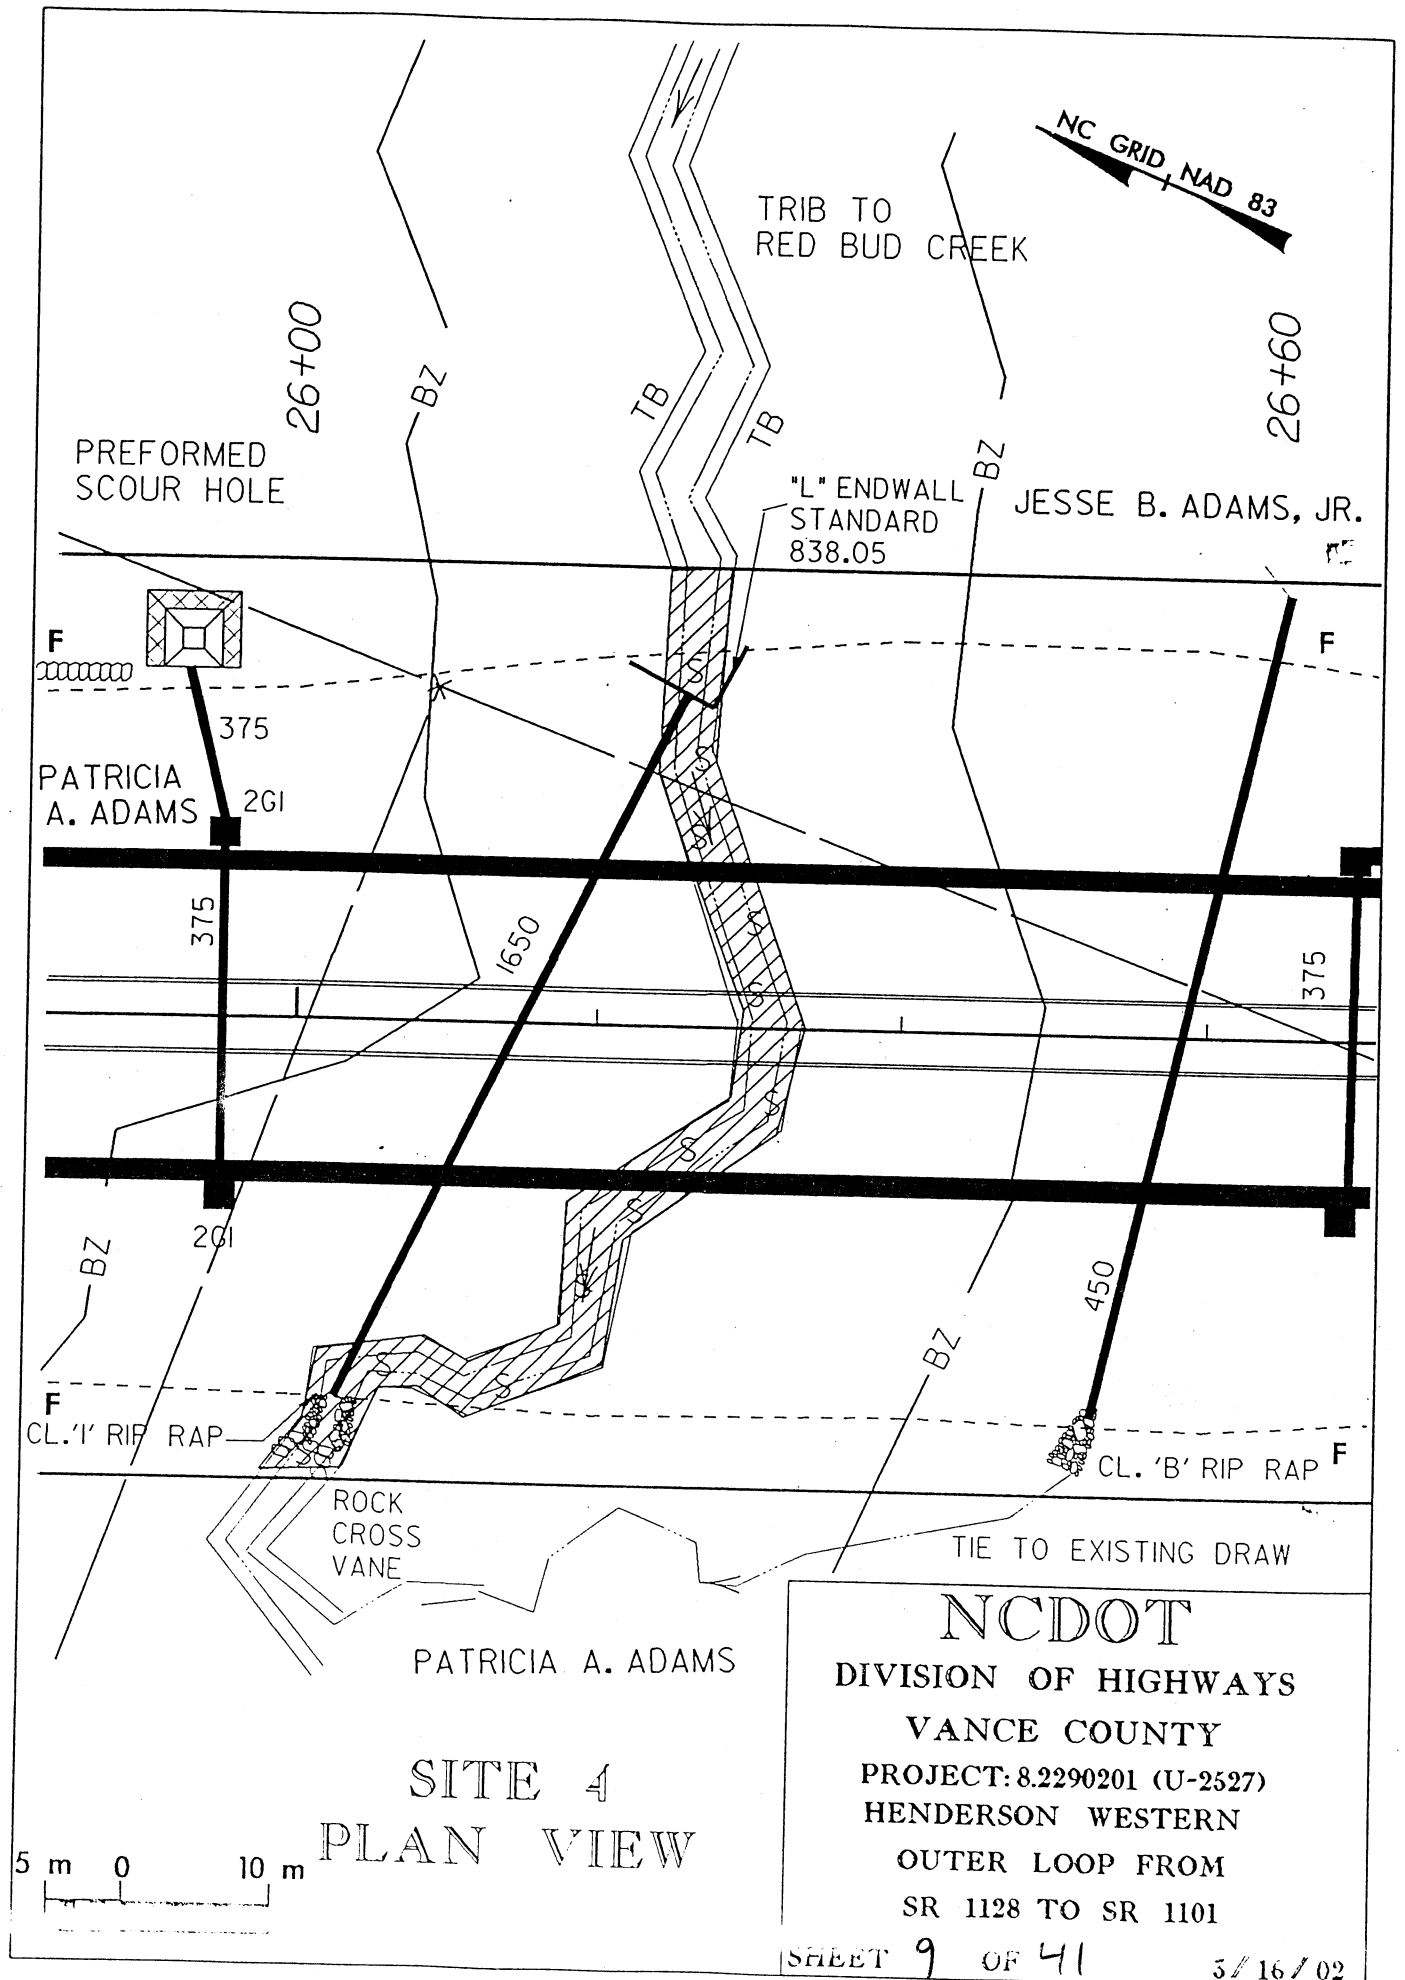 NC GRID NAD 83
TRIB TO
RED BUD CREEK
26+00
26+60
BZ
TB
TB
BZ
PREFORMED
SCOUR HOLE
"L" ENDWALL
STANDARD
838.05
JESSE B. ADAMS, JR.
F
F
375
PATRICIA
A. ADAMS
2GI
S
S
S
375
1650
S
S
375
S
S
2GI
S
BZ
S
450
BZ
S
S
F
CL.'I' RIP RAP
CL. 'B' RIP RAP
F
ROCK
CROSS
VANE
TIE TO EXISTING DRAW
PATRICIA A. ADAMS
NCDOT
DIVISION OF HIGHWAYS
VANCE COUNTY
PROJECT: 8.2290201 (U-2527)
HENDERSON WESTERN
OUTER LOOP FROM
SR 1128 TO SR 1101
SHEET 9 OF 41
3/16/02
SITE 4
PLAN VIEW
5 m 0 10 m